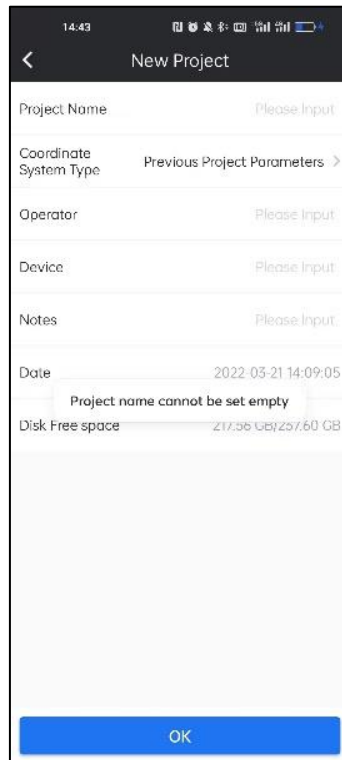 14:43
New Project
Project Name Please Input
Coordinate
System Type Previous Project Parameters
Operator Please Input
Device Please Input
Notes Please Input
Date 2022-03-21 14:09:05
Project name cannot be set empty
Disk Free space 217.56 GB/257.60 GB
OK